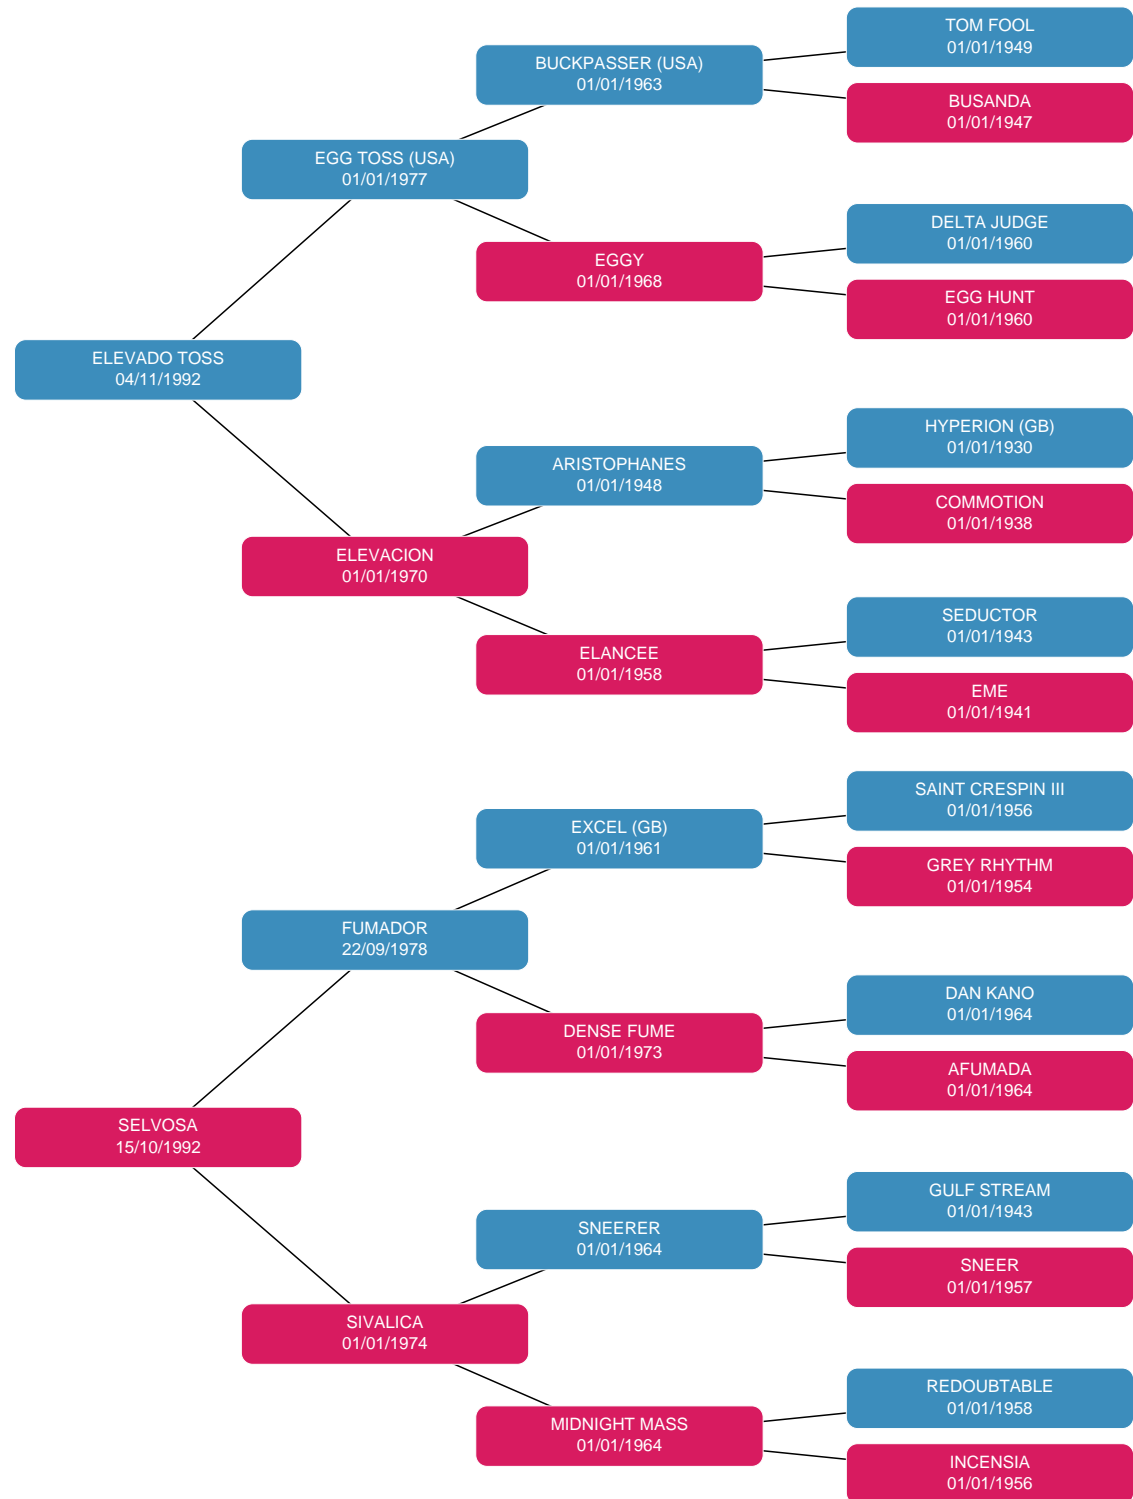 TOM FOOL
01/01/1949
BUCKPASSER (USA)
01/01/1963
BUSANDA
01/01/1947
EGG TOSS (USA)
01/01/1977
DELTA JUDGE
01/01/1960
EGGY
01/01/1968
EGG HUNT
01/01/1960
ELEVADO TOSS
04/11/1992
HYPERION (GB)
01/01/1930
ARISTOPHANES
01/01/1948
COMMOTION
01/01/1938
ELEVACION
01/01/1970
SEDUCTOR
01/01/1943
ELANCEE
01/01/1958
EME
01/01/1941
SAINT CRESPIN III
01/01/1956
EXCEL (GB)
01/01/1961
GREY RHYTHM
01/01/1954
FUMADOR
22/09/1978
DAN KANO
01/01/1964
DENSE FUME
01/01/1973
AFUMADA
01/01/1964
SELVOSA
15/10/1992
GULF STREAM
01/01/1943
SNEERER
01/01/1964
SNEER
01/01/1957
SIVALICA
01/01/1974
REDOUBTABLE
01/01/1958
MIDNIGHT MASS
01/01/1964
INCENSIA
01/01/1956